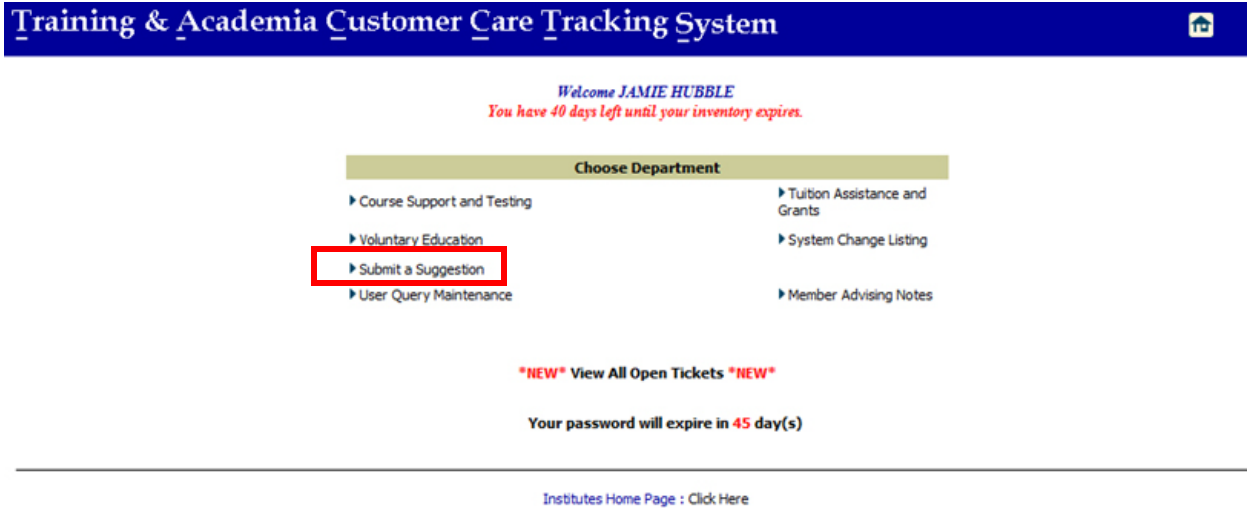 Training & Academia Customer Care Tracking System
Welcome JAMIE HUBBLE
You have 40 days left until your inventory expires.
Choose Department
Course Support and Testing
Tuition Assistance and
Grants
Voluntary Education
System Change Listing
Submit a Suggestion
User Query Maintenance
Member Advising Notes
*NEW* View All Open Tickets *NEW*
Your password will expire in 45 day(s)
Institutes Home Page : Click Here